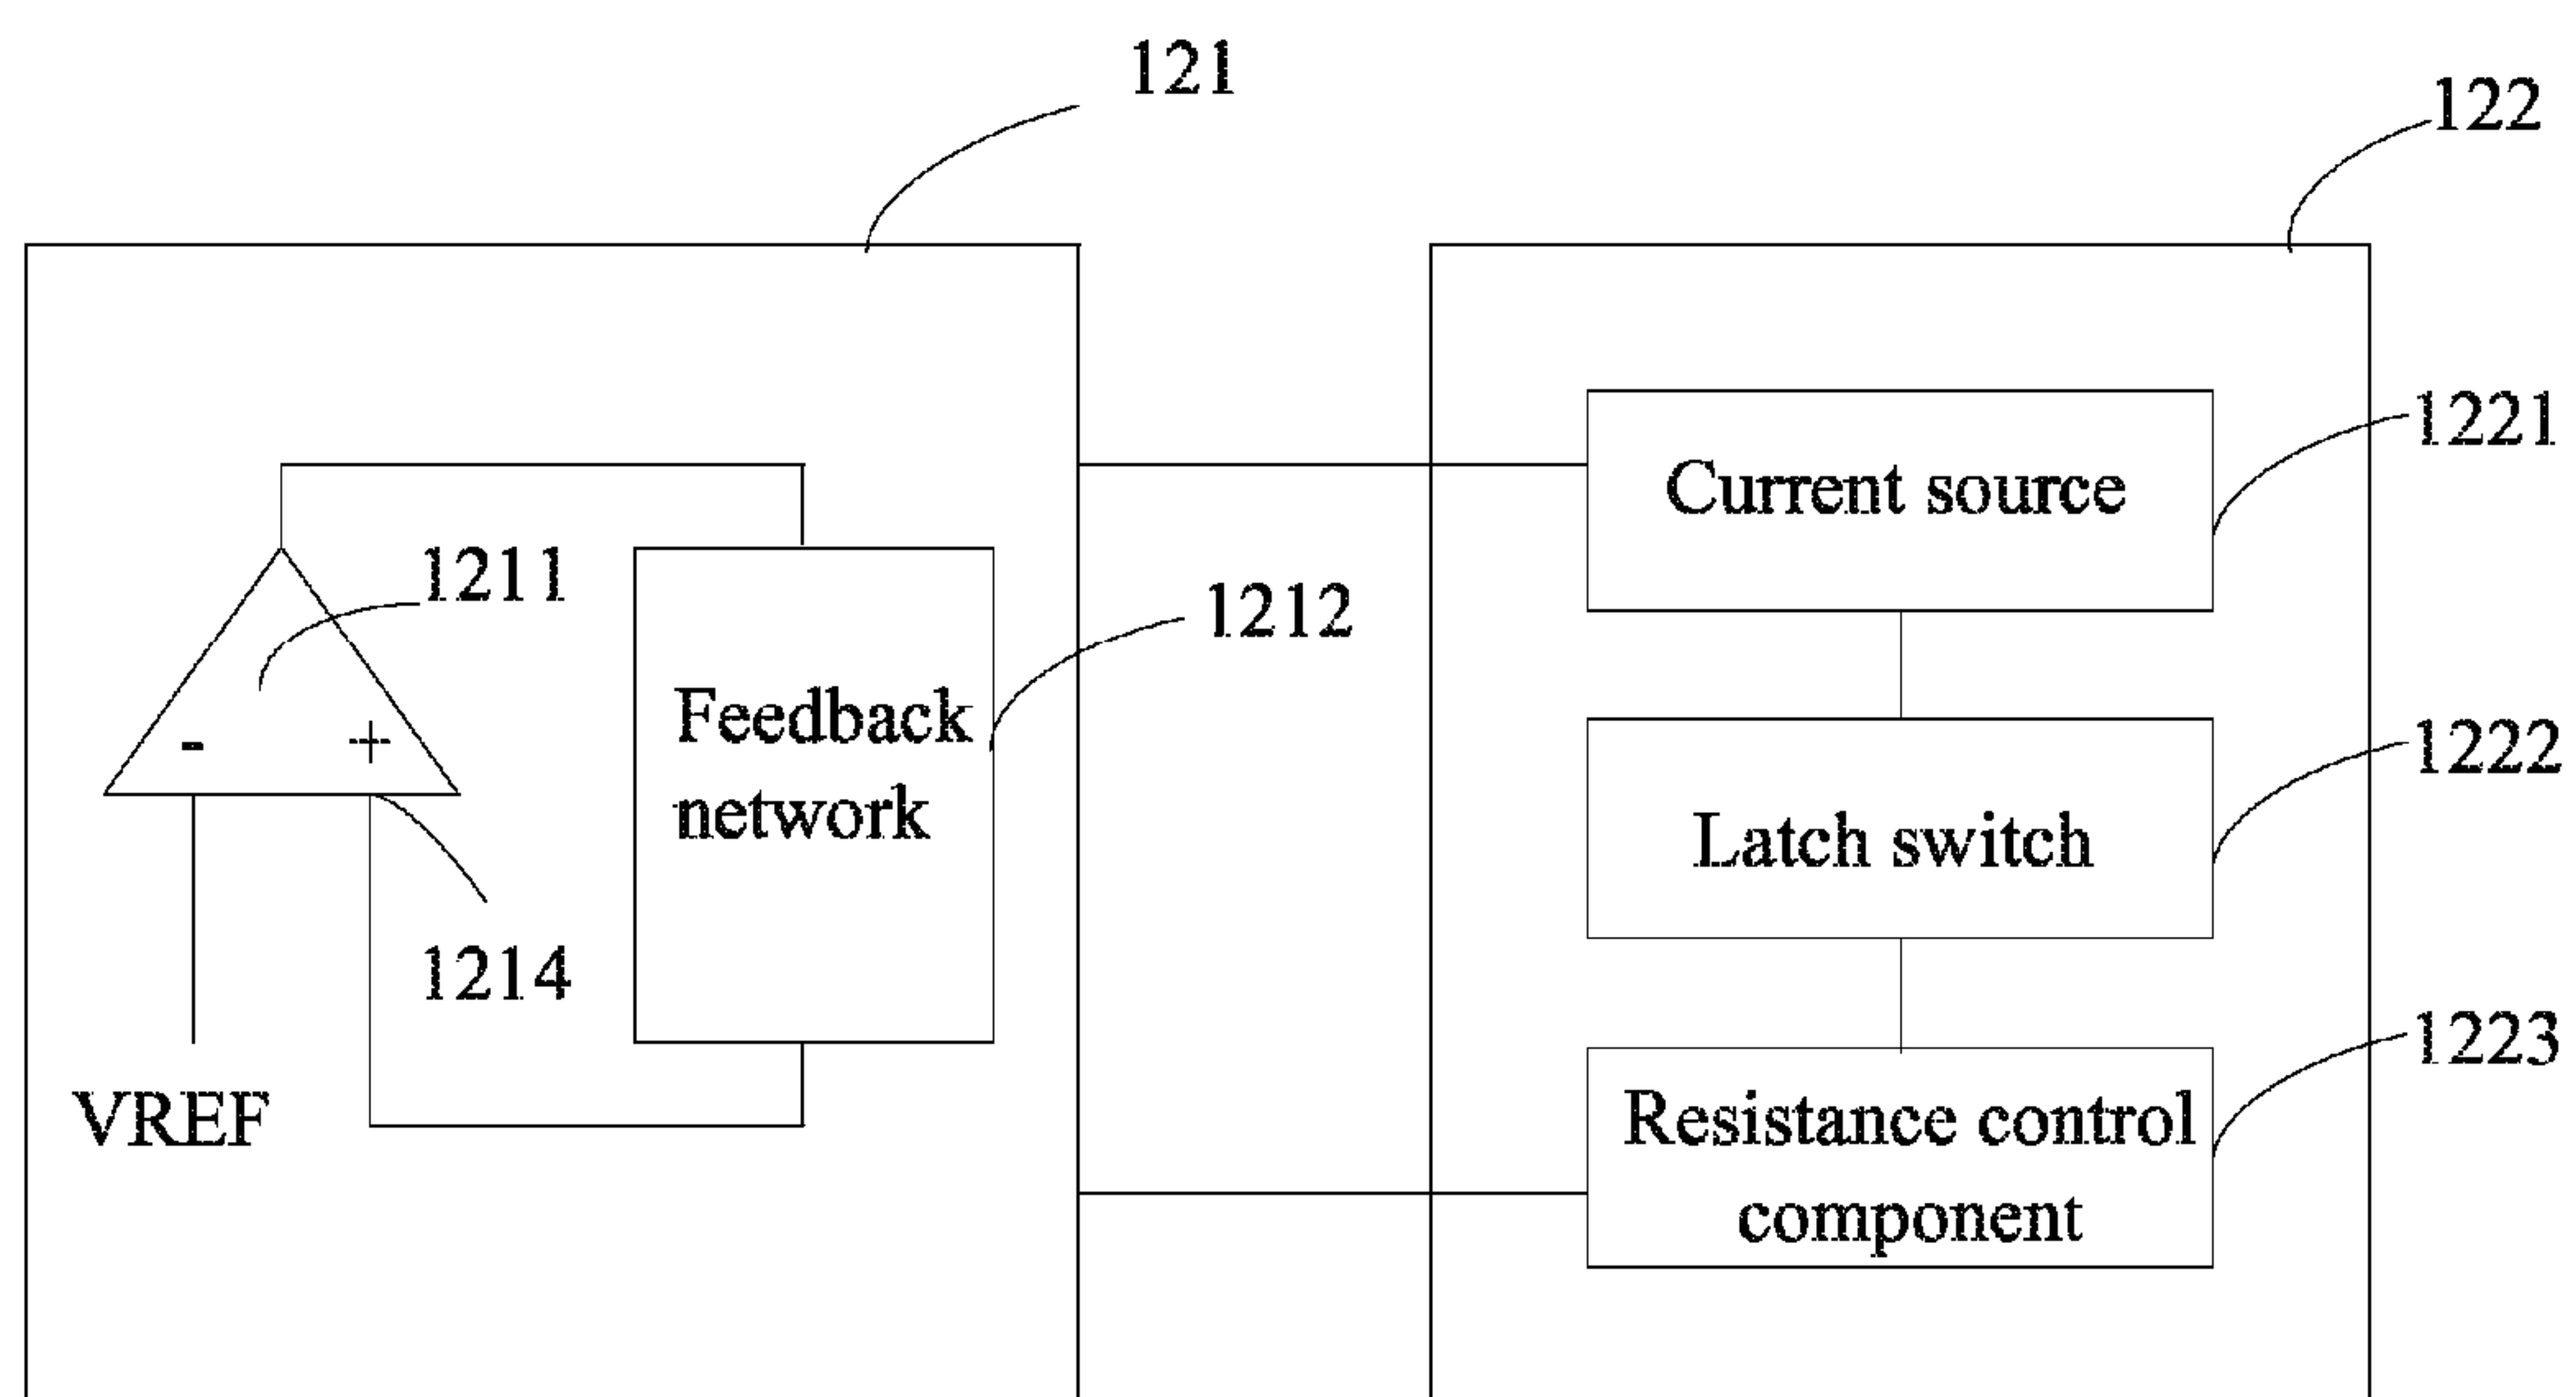 121
122
1221
Current source
1211
1212
Feedback
network
-
+
1222
Latch switch
1214
1223
VREF
Resistance control
component